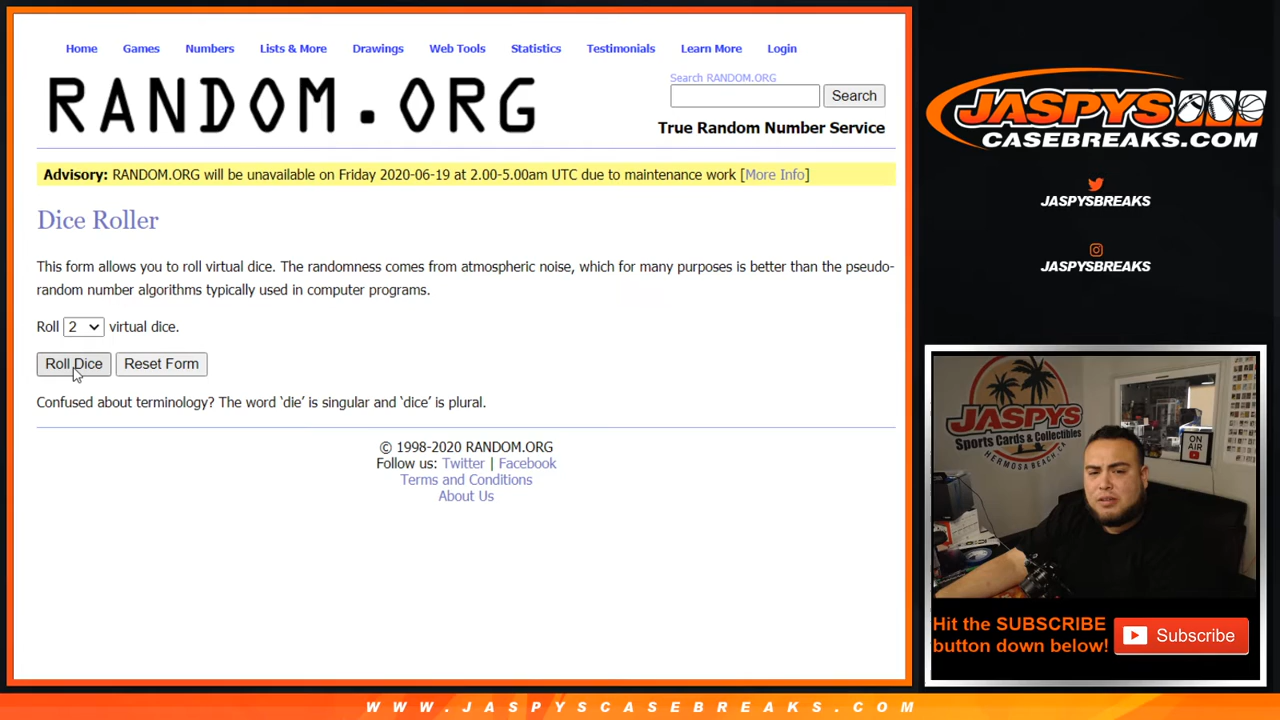 Home Games Numbers Lists & More Drawings Web Tools Statistics Testimonials Learn More Login
RANDOM.ORG
Search RANDOM.ORG
Search
True Random Number Service
Advisory: RANDOM.ORG will be unavailable on Friday 2020-06-19 at 2.00-5.00am UTC due to maintenance work [More Info]
Dice Roller
This form allows you to roll virtual dice. The randomness comes from atmospheric noise, which for many purposes is better than the pseudo-
random number algorithms typically used in computer programs.
Roll 2 virtual dice.
Roll Dice Reset Form
Confused about terminology? The word ‘die’ is singular and ‘dice’ is plural.
© 1998-2020 RANDOM.ORG
Follow us: Twitter | Facebook
Terms and Conditions
About Us
JASPYS
CASEBREAKS.COM
JASPYSBREAKS
JASPYSBREAKS
JASPYS
Sports Cards & Collectibles
HERMOSA BEACH, CA
ON AIR
Hit the SUBSCRIBE
button down below!
Subscribe
WWW.JASPYSCASEBREAKS.COM